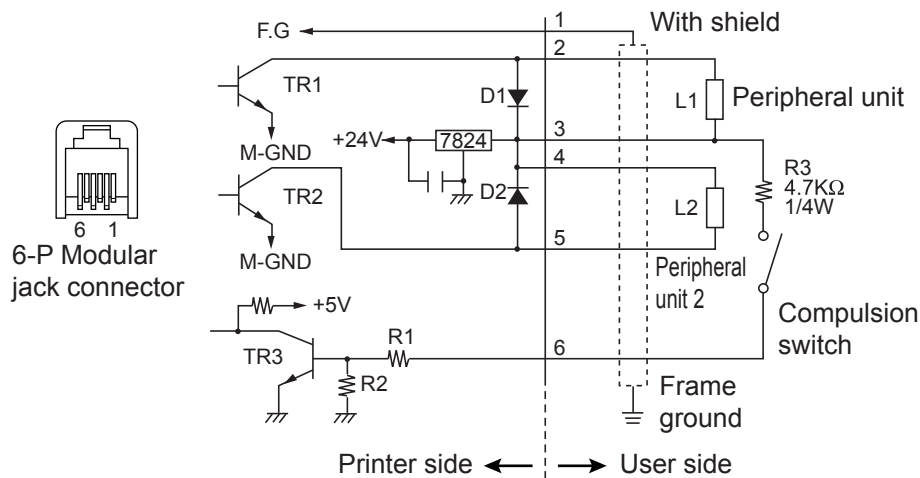 1
With shield
F.G
2
TR1
D1
L1
Peripheral unit
+24V
7824
3
M-GND
4
R3
4.7KΩ
1/4W
TR2
D2
L2
6 1
6-P Modular
jack connector
M-GND
5
Peripheral
unit 2
+5V
Compulsion
switch
R1
6
TR3
R2
Frame
ground
Printer side
User side